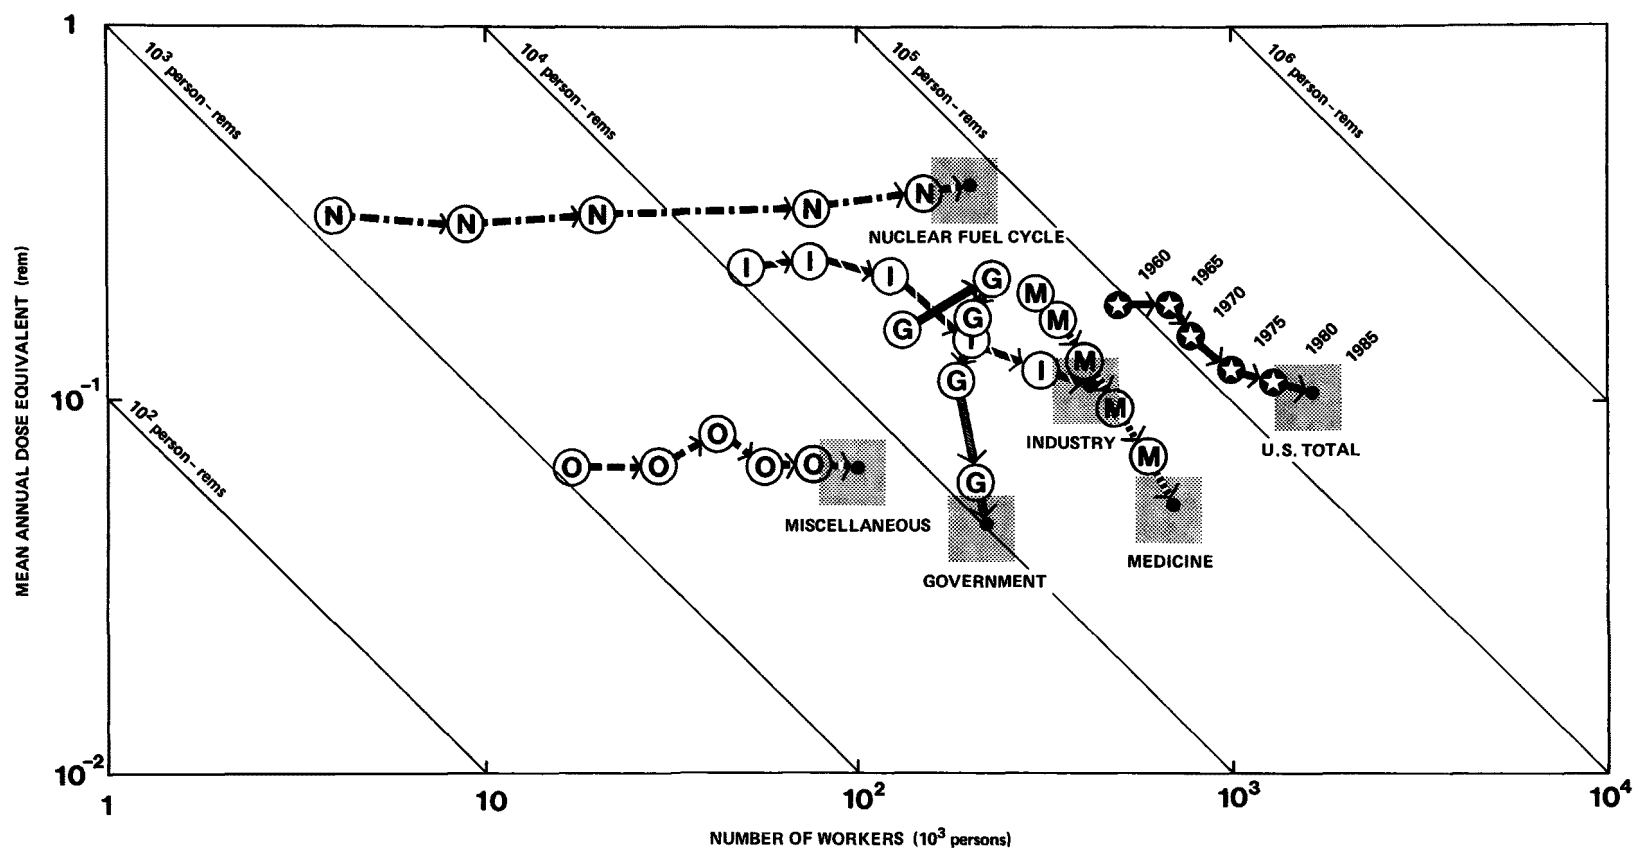 1
10³ person-rems
10⁴ person-rems
10⁵ person-rems
10⁶ person-rems
N N N N N
NUCLEAR FUEL CYCLE
1960
1965
1970
1975
1980
1985
I I I I I
G G G G G
M M M M M
MEAN ANNUAL DOSE EQUIVALENT (rem)
10⁻¹
10² person-rems
O O O O O
INDUSTRY
U.S. TOTAL
MISCELLANEOUS
MEDICINE
GOVERNMENT
10⁻²
1
10
10²
10³
10⁴
NUMBER OF WORKERS (10³ persons)